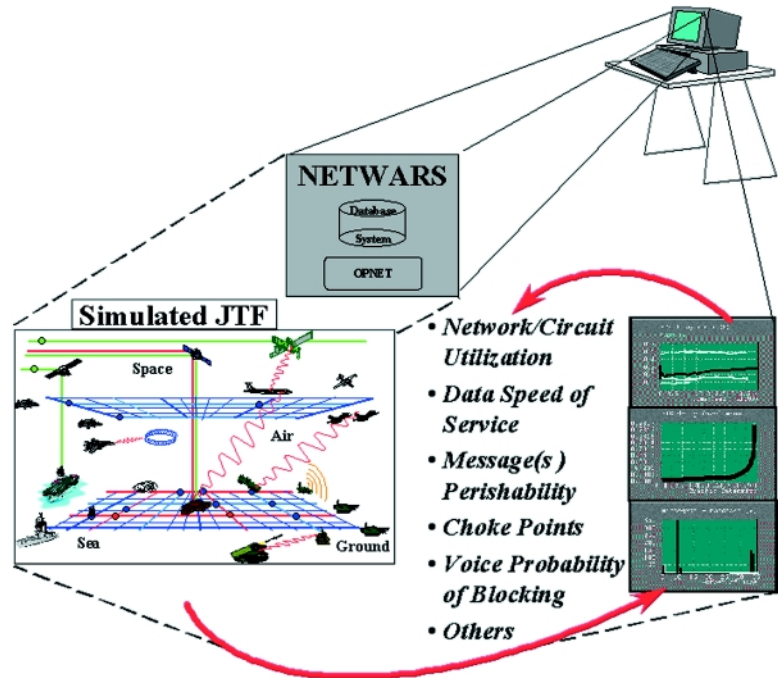 NETWARS
Database
System
OPNET
Simulated JTF
Space
Air
Sea
Ground
• Network/Circuit
Utilization
• Data Speed of
Service
• Message(s )
Perishability
• Choke Points
• Voice Probability
of Blocking
• Others